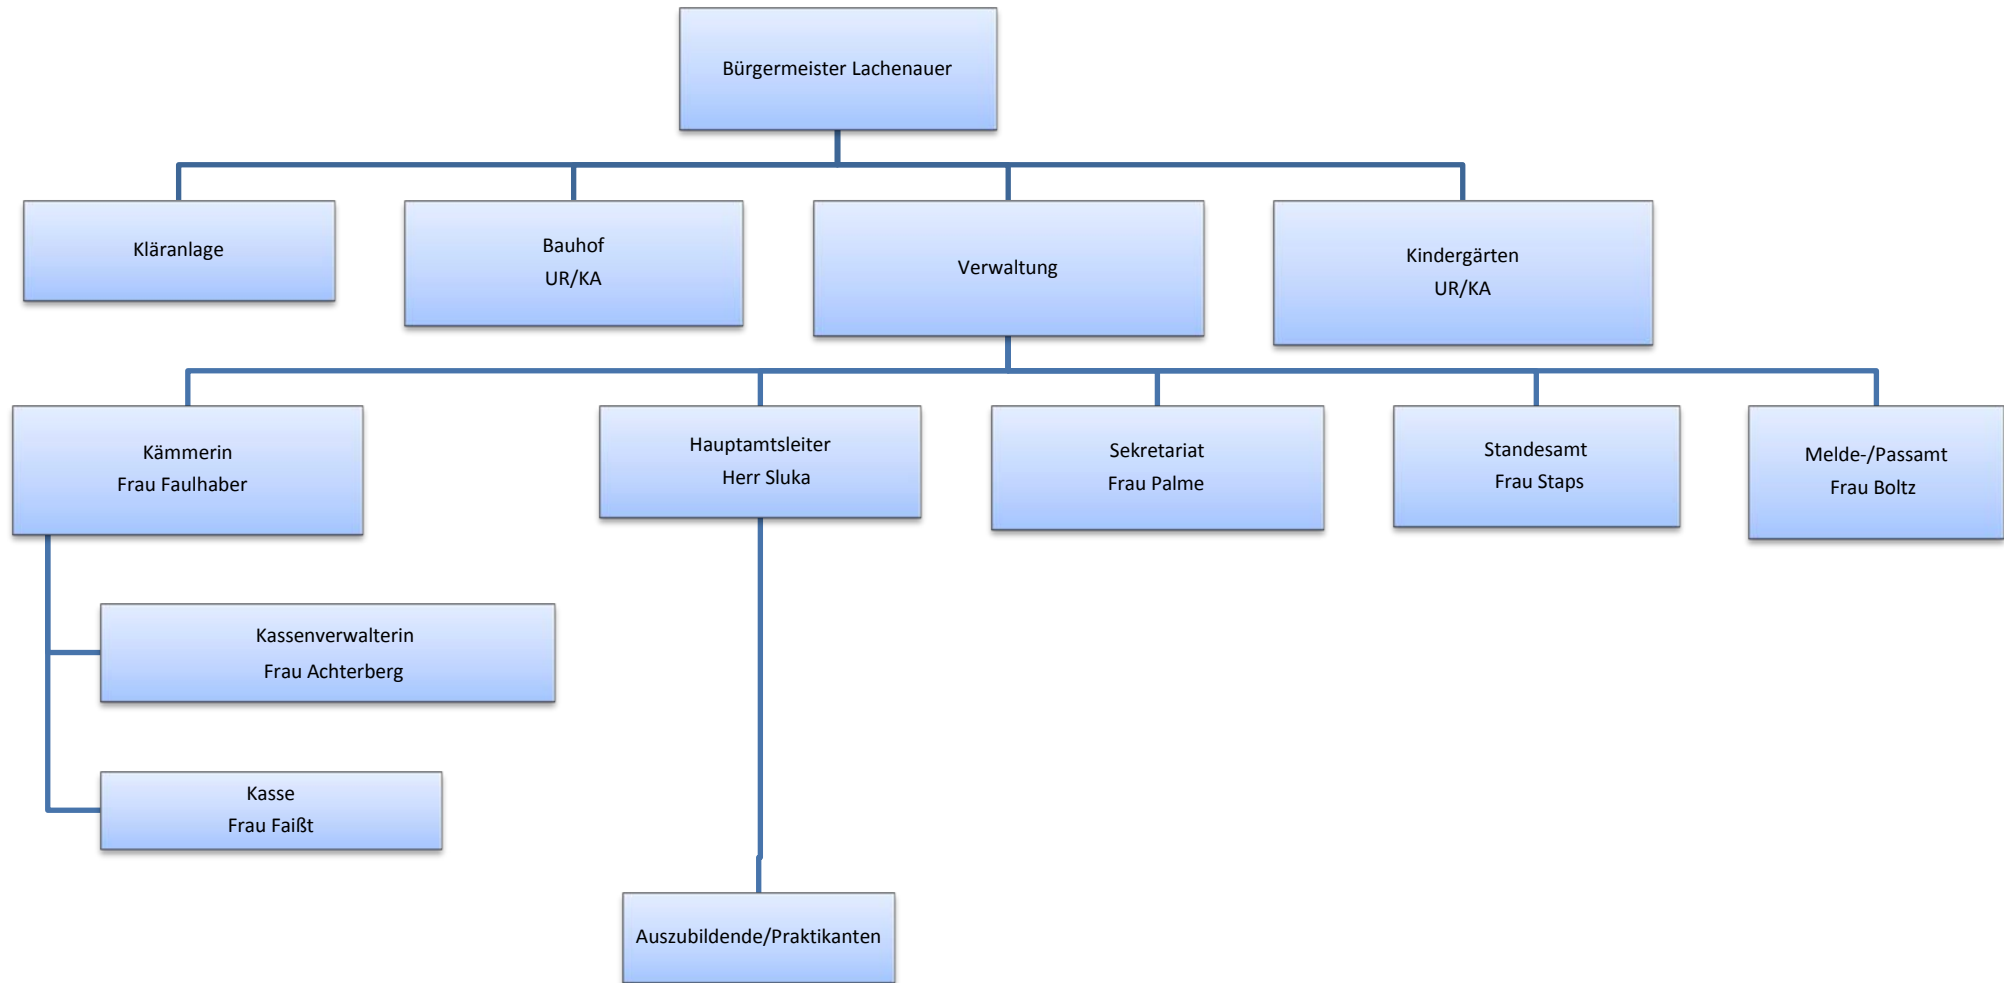 Bürgermeister Lachenauer
Kläranlage
Bauhof
UR/KA
Verwaltung
Kindergärten
UR/KA
Kämmerin
Frau Faulhaber
Hauptamtsleiter
Herr Sluka
Sekretariat
Frau Palme
Standesamt
Frau Staps
Melde-/Passamt
Frau Boltz
Kassenverwalterin
Frau Achterberg
Kasse
Frau Faißt
Auszubildende/Praktikanten